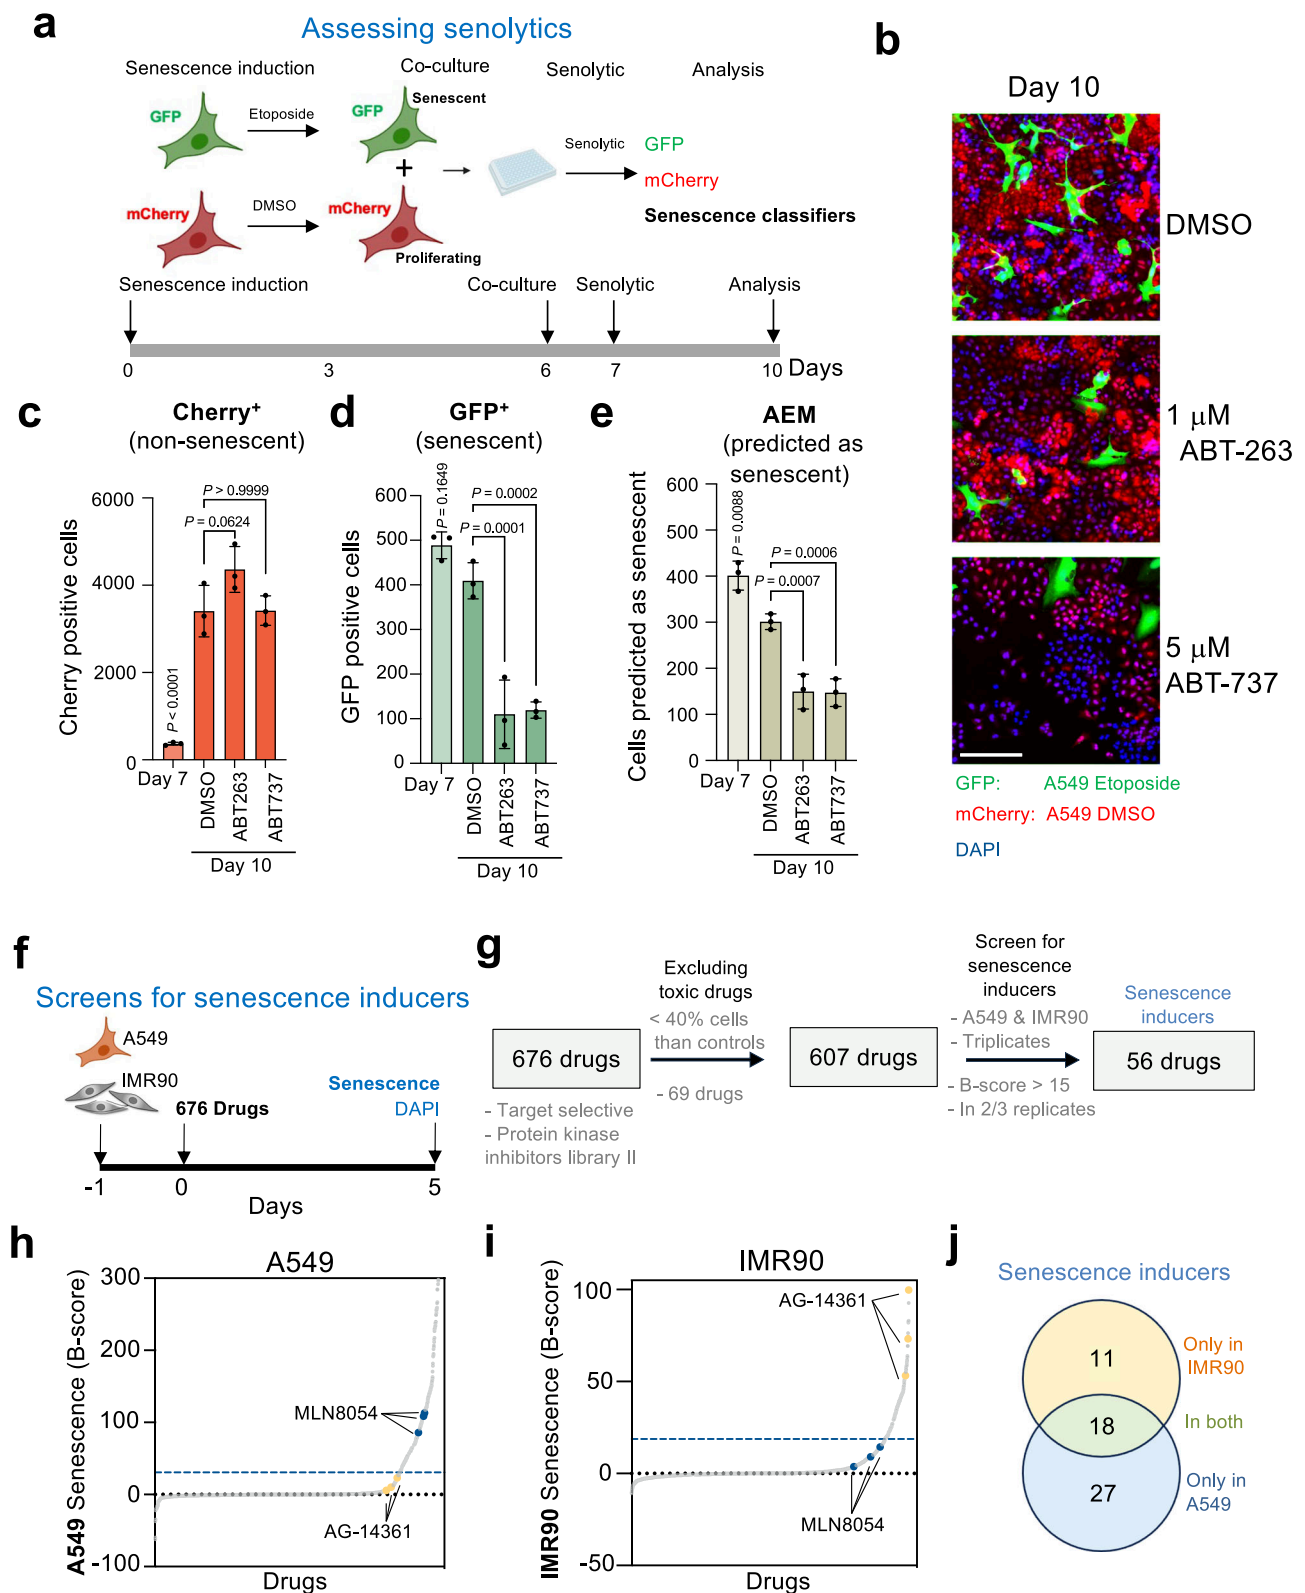 a
Assessing senolytics
Senescence induction
Co-culture
Senolytic
Analysis
GFP
Etoposide
GFP
Senescent
+
Senolytic
GFP
mCherry
Senescence classifiers
mCherry
DMSO
mCherry
Proliferating
Senescence induction
Co-culture
Senolytic
Analysis
0
3
6
7
10
Days
b
Day 10
DMSO
1 μM
ABT-263
5 μM
ABT-737
GFP: A549 Etoposide
mCherry: A549 DMSO
DAPI
c
Cherry⁺
(non-senescent)
Cherry positive cells
6000
4000
2000
0
P < 0.0001
P = 0.0624
P > 0.9999
Day 7
DMSO
ABT263
ABT737
Day 10
d
GFP⁺
(senescent)
GFP positive cells
600
500
400
300
200
100
0
P = 0.1649
P = 0.0002
P = 0.0001
Day 7
DMSO
ABT263
ABT737
Day 10
e
AEM
(predicted as
senescent)
Cells predicted as senescent
600
500
400
300
200
100
0
P = 0.0088
P = 0.0006
P = 0.0007
Day 7
DMSO
ABT263
ABT737
Day 10
f
Screens for senescence inducers
A549
IMR90
676 Drugs
Senescence
DAPI
-1
0
5
Days
g
676 drugs
- Target selective
- Protein kinase
inhibitors library II
Excluding
toxic drugs
< 40% cells
than controls
- 69 drugs
607 drugs
Screen for
senescence
inducers
- A549 & IMR90
- Triplicates
- B-score > 15
- In 2/3 replicates
Senescence
inducers
56 drugs
h
A549
A549 Senescence (B-score)
300
200
100
0
-100
MLN8054
AG-14361
Drugs
i
IMR90
IMR90 Senescence (B-score)
100
50
0
-50
AG-14361
MLN8054
Drugs
j
Senescence inducers
11
Only in
IMR90
18
In both
27
Only in
A549